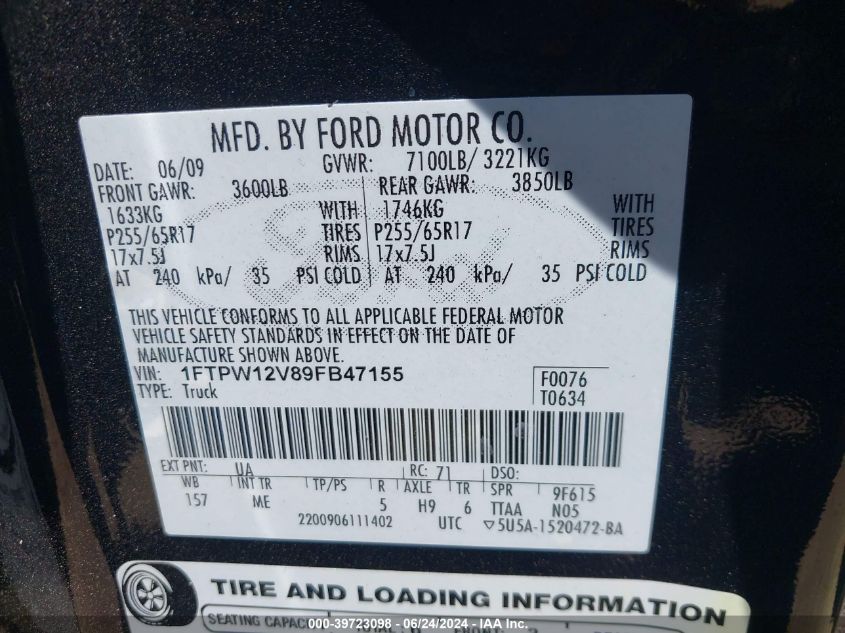 MFD. BY FORD MOTOR CO.
DATE: 06/09 GVWR: 7100LB/ 3221KG
FRONT GAWR: 3600LB REAR GAWR: 3850LB
1633KG WITH 1746KG WITH
P255/65R17 TIRES P255/65R17 TIRES
17x7.5J RIMS 17x7.5J RIMS
AT 240 kPa/ 35 PSI COLD AT 240 kPa/ 35 PSI COLD
THIS VEHICLE CONFORMS TO ALL APPLICABLE FEDERAL MOTOR
VEHICLE SAFETY STANDARDS IN EFFECT ON THE DATE OF
MANUFACTURE SHOWN ABOVE.
VIN: 1FTPW12V89FB47155 F0076
TYPE: Truck T0634
EXT PNT: UA RC: 71 DSO:
WB INT TR TP/PS R AXLE TR SPR 9F615
157 ME 5 H9 6 TTAA N05
2200906111402 UTC ▽5U5A-1520472-BA
TIRE AND LOADING INFORMATION
SEATING CAPACITY
000-39723098 - 06/24/2024 - IAA Inc.